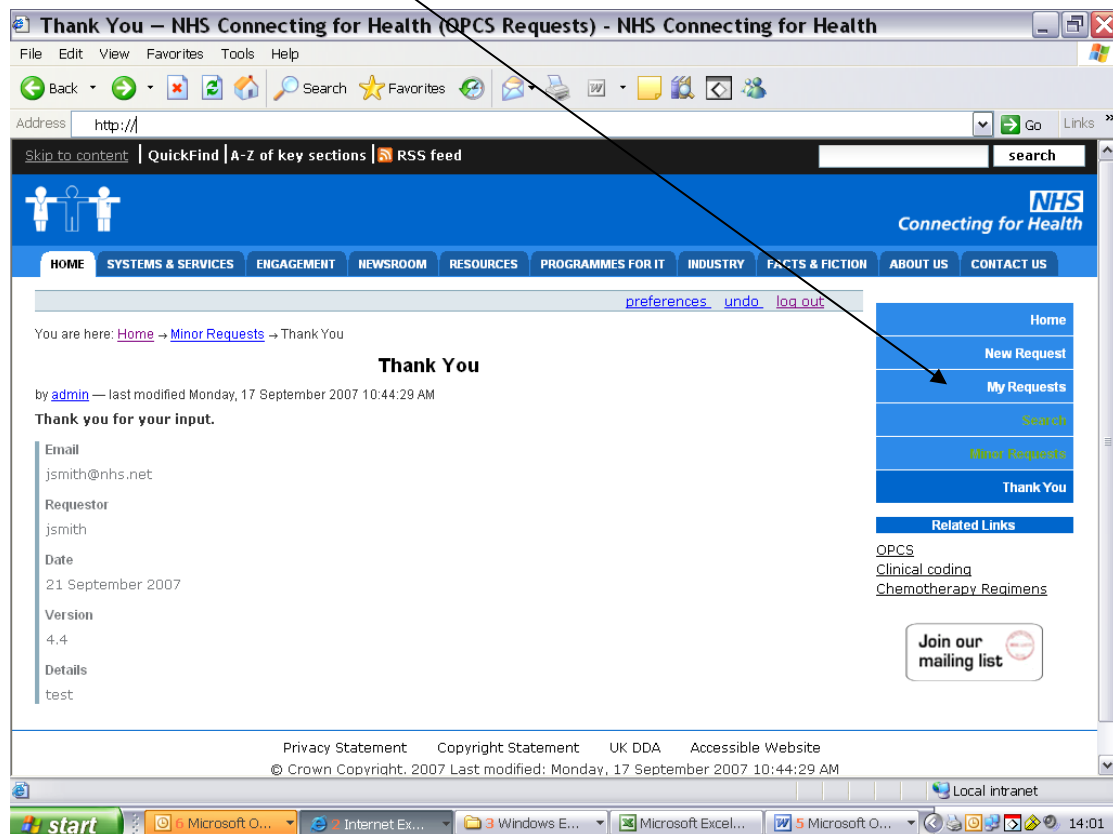 Thank You — NHS Connecting for Health (OPCS Requests) - NHS Connecting for Health
File Edit View Favorites Tools Help
Back Search Favorites
Address http:// Go Links »
Skip to content | QuickFind | A-Z of key sections | RSS feed search
NHS
Connecting for Health
HOME SYSTEMS & SERVICES ENGAGEMENT NEWSROOM RESOURCES PROGRAMMES FOR IT INDUSTRY FACTS & FICTION ABOUT US CONTACT US
preferences undo log out
You are here: Home → Minor Requests → Thank You
Thank You
by admin — last modified Monday, 17 September 2007 10:44:29 AM
Thank you for your input.
Email
jsmith@nhs.net
Requestor
jsmith
Date
21 September 2007
Version
4.4
Details
test
Home
New Request
My Requests
Search
Minor Requests
Thank You
Related Links
OPCS
Clinical coding
Chemotherapy Regimens
Join our
mailing list
Privacy Statement Copyright Statement UK DDA Accessible Website
© Crown Copyright. 2007 Last modified: Monday, 17 September 2007 10:44:29 AM
Local intranet
start 6 Microsoft O... 2 Internet Ex... 3 Windows E... Microsoft Excel... 5 Microsoft O... 14:01